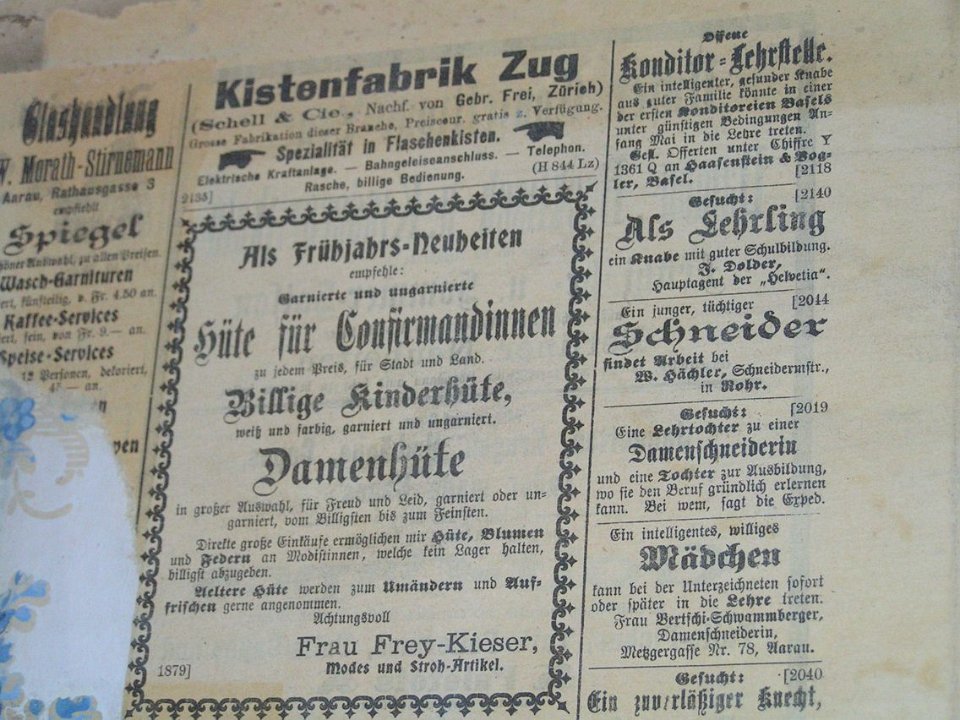 Glashandlung
W. Morath-Stirnemann
Aarau, Rathausgasse 3
empfiehlt
Spiegel
Auswahl, zu allen Preisen.
Wasch-Garnituren
fünfteilig, v. Fr. 4.50 an.
Kaffee-Services
fein, von Fr. 9.— an.
Speise-Services
12 Personen, dekoriert,
45 — an.
Kistenfabrik Zug
(Schell & Cie., Nachf. von Gebr. Frei, Zürich)
Grosse Fabrikation dieser Branche, Preiscour. gratis z. Verfügung.
Spezialität in Flaschenkisten.
Elektrische Kraftanlage. — Bahngeleiseanschluss. — Telephon.
Rasche, billige Bedienung. (H 844 Lz)
2135]
Als Frühjahrs-Neuheiten
empfehle:
Garnierte und ungarnierte
Hüte für Confirmandinnen
zu jedem Preis, für Stadt und Land.
Billige Kinderhüte,
weiß und farbig, garniert und ungarniert.
Damenhüte
in großer Auswahl, für Freud und Leid, garniert oder un-
garniert, vom Billigsten bis zum Feinsten.
Direkte große Einkäufe ermöglichen mir Hüte, Blumen
und Federn an Modistinnen, welche kein Lager halten,
billigst abzugeben.
Aeltere Hüte werden zum Umändern und Auf-
frischen gerne angenommen.
Achtungsvoll
Frau Frey-Kieser,
Modes und Stroh-Artikel.
1879]
Offene
Konditor-Lehrstelle.
Ein intelligenter, gesunder Knabe
aus guter Familie könnte in einer
der ersten Konditoreien Basels
unter günstigen Bedingungen An-
fang Mai in die Lehre treten.
Gefl. Offerten unter Chiffre Y
1361 Q an Haasenstein & Vog-
ler, Basel. [2118
Gesucht: [2140
Als Lehrling
ein Knabe mit guter Schulbildung.
J. Dolder,
Hauptagent der „Helvetia".
Ein junger, tüchtiger [2044
Schneider
findet Arbeit bei
W. Hächler, Schneidermstr.,
in Rohr.
Gesucht: [2019
Eine Lehrtochter zu einer
Damenschneiderin
und eine Tochter zur Ausbildung,
wo sie den Beruf gründlich erlernen
kann. Bei wem, sagt die Exped.
Ein intelligentes, williges
Mädchen
kann bei der Unterzeichneten sofort
oder später in die Lehre treten.
Frau Bertschi-Schwammberger,
Damenschneiderin,
Metzgergasse Nr. 78, Aarau.
Gesucht: [2040
Ein zuverläßiger Knecht,